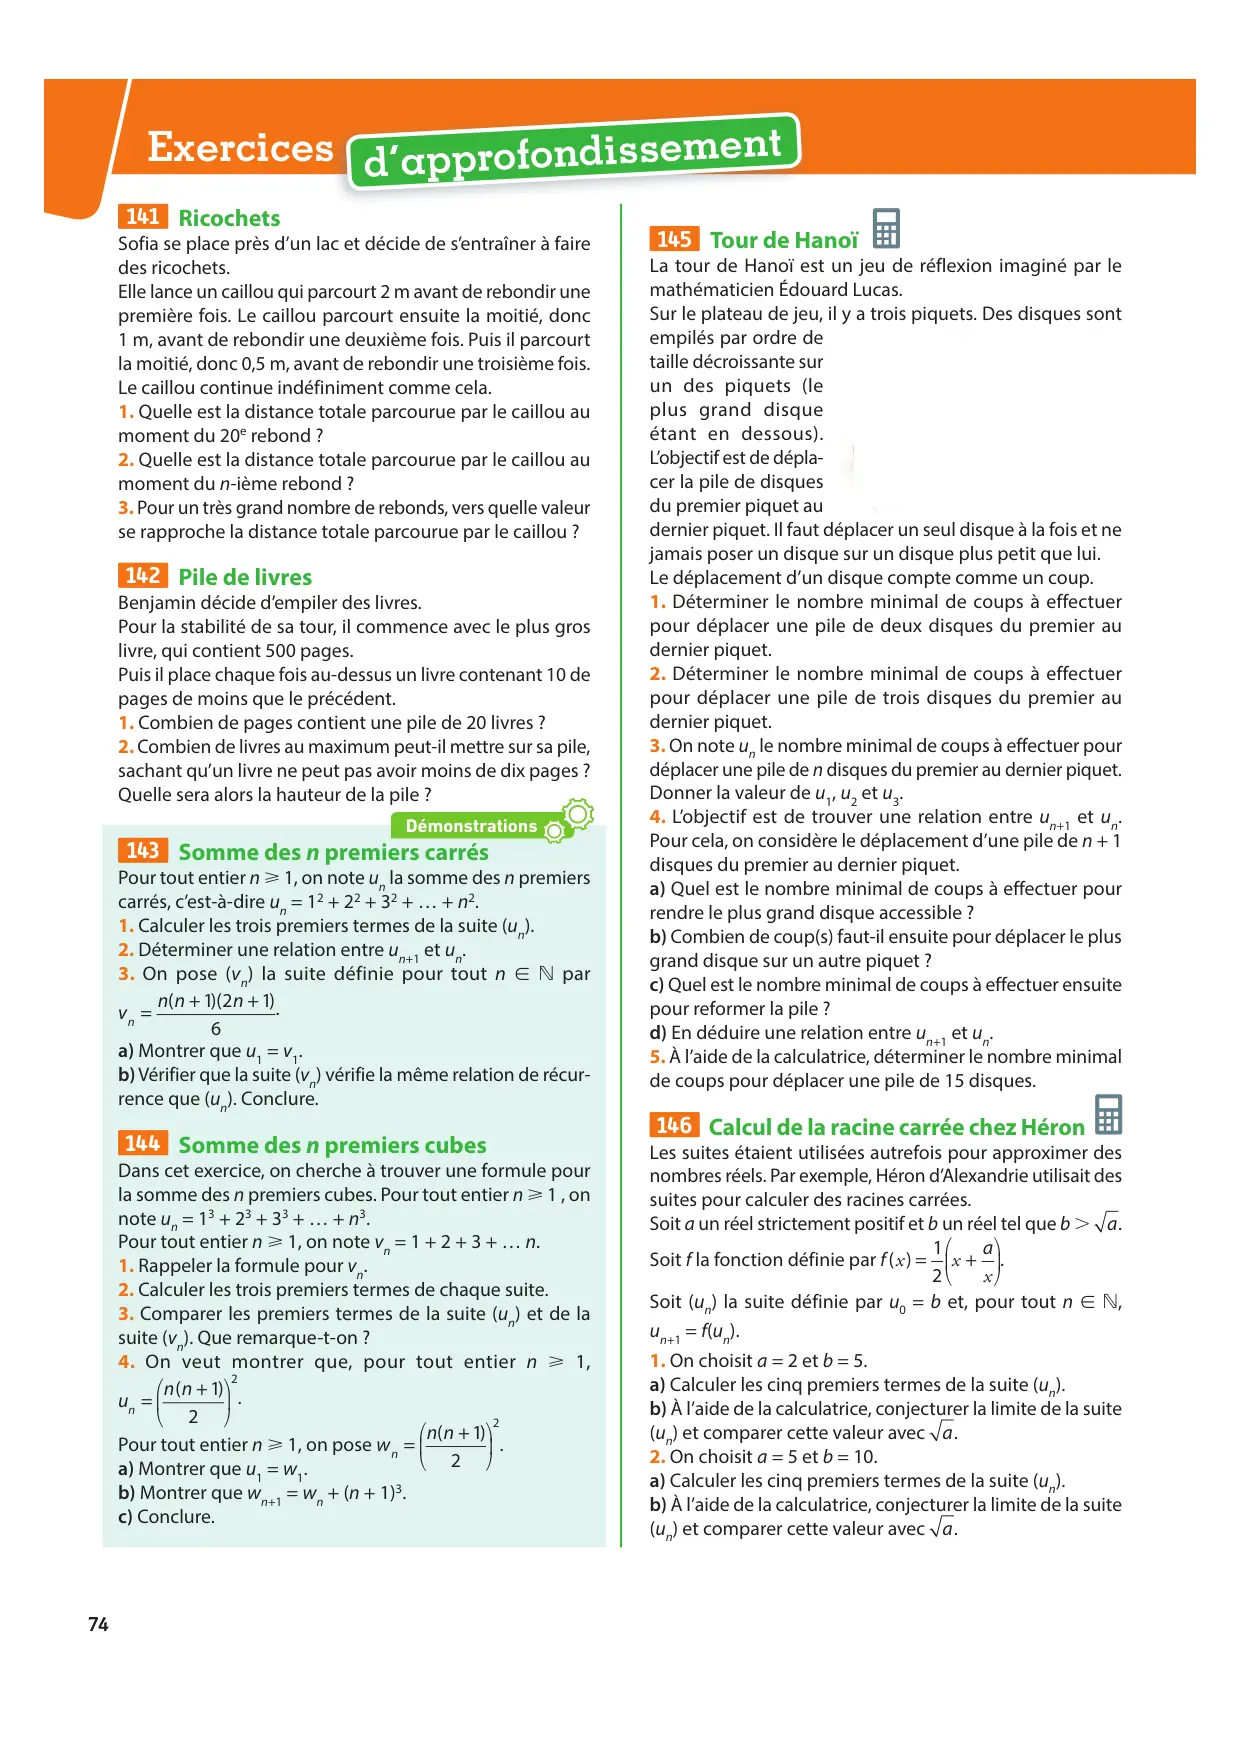 Exercices d'approfondissement
141 Ricochets
Sofia se place près d'un lac et décide de s'entraîner à faire
des ricochets.
Elle lance un caillou qui parcourt 2 m avant de rebondir une
première fois. Le caillou parcourt ensuite la moitié, donc
1 m, avant de rebondir une deuxième fois. Puis il parcourt
la moitié, donc 0,5 m, avant de rebondir une troisième fois.
Le caillou continue indéfiniment comme cela.
1. Quelle est la distance totale parcourue par le caillou au
moment du 20e rebond ?
2. Quelle est la distance totale parcourue par le caillou au
moment du n-ième rebond ?
3. Pour un très grand nombre de rebonds, vers quelle valeur
se rapproche la distance totale parcourue par le caillou ?
142 Pile de livres
Benjamin décide d'empiler des livres.
Pour la stabilité de sa tour, il commence avec le plus gros
livre, qui contient 500 pages.
Puis il place chaque fois au-dessus un livre contenant 10 de
pages de moins que le précédent.
1. Combien de pages contient une pile de 20 livres ?
2. Combien de livres au maximum peut-il mettre sur sa pile,
sachant qu'un livre ne peut pas avoir moins de dix pages ?
Quelle sera alors la hauteur de la pile ?
Démonstrations
143 Somme des n premiers carrés
Pour tout entier n ⩾ 1, on note u_n la somme des n premiers
carrés, c'est-à-dire u_n = 1² + 2² + 3² + … + n².
1. Calculer les trois premiers termes de la suite (u_n).
2. Déterminer une relation entre u_{n+1} et u_n.
3. On pose (v_n) la suite définie pour tout n ∈ ℕ par
v_n = n(n + 1)(2n + 1)/6.
a) Montrer que u_1 = v_1.
b) Vérifier que la suite (v_n) vérifie la même relation de récur-
rence que (u_n). Conclure.
144 Somme des n premiers cubes
Dans cet exercice, on cherche à trouver une formule pour
la somme des n premiers cubes. Pour tout entier n ⩾ 1 , on
note u_n = 1³ + 2³ + 3³ + … + n³.
Pour tout entier n ⩾ 1, on note v_n = 1 + 2 + 3 + … n.
1. Rappeler la formule pour v_n.
2. Calculer les trois premiers termes de chaque suite.
3. Comparer les premiers termes de la suite (u_n) et de la
suite (v_n). Que remarque-t-on ?
4. On veut montrer que, pour tout entier n ⩾ 1,
u_n = (n(n + 1)/2)².
Pour tout entier n ⩾ 1, on pose w_n = (n(n + 1)/2)².
a) Montrer que u_1 = w_1.
b) Montrer que w_{n+1} = w_n + (n + 1)³.
c) Conclure.
145 Tour de Hanoï
La tour de Hanoï est un jeu de réflexion imaginé par le
mathématicien Édouard Lucas.
Sur le plateau de jeu, il y a trois piquets. Des disques sont
empilés par ordre de
taille décroissante sur
un des piquets (le
plus grand disque
étant en dessous).
L'objectif est de dépla-
cer la pile de disques
du premier piquet au
dernier piquet. Il faut déplacer un seul disque à la fois et ne
jamais poser un disque sur un disque plus petit que lui.
Le déplacement d'un disque compte comme un coup.
1. Déterminer le nombre minimal de coups à effectuer
pour déplacer une pile de deux disques du premier au
dernier piquet.
2. Déterminer le nombre minimal de coups à effectuer
pour déplacer une pile de trois disques du premier au
dernier piquet.
3. On note u_n le nombre minimal de coups à effectuer pour
déplacer une pile de n disques du premier au dernier piquet.
Donner la valeur de u_1, u_2 et u_3.
4. L'objectif est de trouver une relation entre u_{n+1} et u_n.
Pour cela, on considère le déplacement d'une pile de n + 1
disques du premier au dernier piquet.
a) Quel est le nombre minimal de coups à effectuer pour
rendre le plus grand disque accessible ?
b) Combien de coup(s) faut-il ensuite pour déplacer le plus
grand disque sur un autre piquet ?
c) Quel est le nombre minimal de coups à effectuer ensuite
pour reformer la pile ?
d) En déduire une relation entre u_{n+1} et u_n.
5. À l'aide de la calculatrice, déterminer le nombre minimal
de coups pour déplacer une pile de 15 disques.
146 Calcul de la racine carrée chez Héron
Les suites étaient utilisées autrefois pour approximer des
nombres réels. Par exemple, Héron d'Alexandrie utilisait des
suites pour calculer des racines carrées.
Soit a un réel strictement positif et b un réel tel que b > √a.
Soit f la fonction définie par f(x) = 1/2(x + a/x).
Soit (u_n) la suite définie par u_0 = b et, pour tout n ∈ ℕ,
u_{n+1} = f(u_n).
1. On choisit a = 2 et b = 5.
a) Calculer les cinq premiers termes de la suite (u_n).
b) À l'aide de la calculatrice, conjecturer la limite de la suite
(u_n) et comparer cette valeur avec √a.
2. On choisit a = 5 et b = 10.
a) Calculer les cinq premiers termes de la suite (u_n).
b) À l'aide de la calculatrice, conjecturer la limite de la suite
(u_n) et comparer cette valeur avec √a.
74